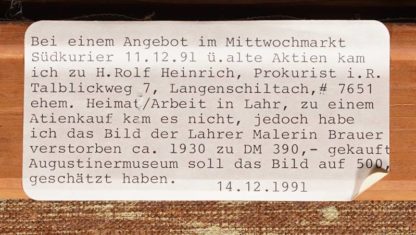 Bei einem Angebot im Mittwochmarkt
Südkurier 11.12.91 ü.alte Aktien kam
ich zu H.Rolf Heinrich, Prokurist i.R.
Talblickweg 7, Langenschiltach,# 7651
ehem. Heimat/Arbeit in Lahr, zu einem
Atienkauf kam es nicht, jedoch habe
ich das Bild der Lahrer Malerin Brauer
verstorben ca. 1930 zu DM 390,- gekauft
Augustinermuseum soll das Bild auf 500,
geschätzt haben.
14.12.1991